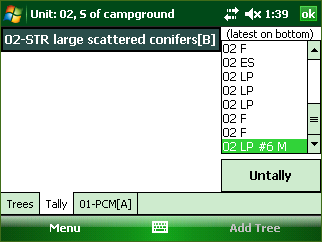 Unit: 02, S of campground
1:39
ok
02-STR large scattered conifers[B]
(latest on bottom)
02 F
02 ES
02 LP
02 LP
02 LP
02 F
02 F
02 LP #6 M
Untally
Trees
Tally
01-PCM[A]
Menu
Add Tree